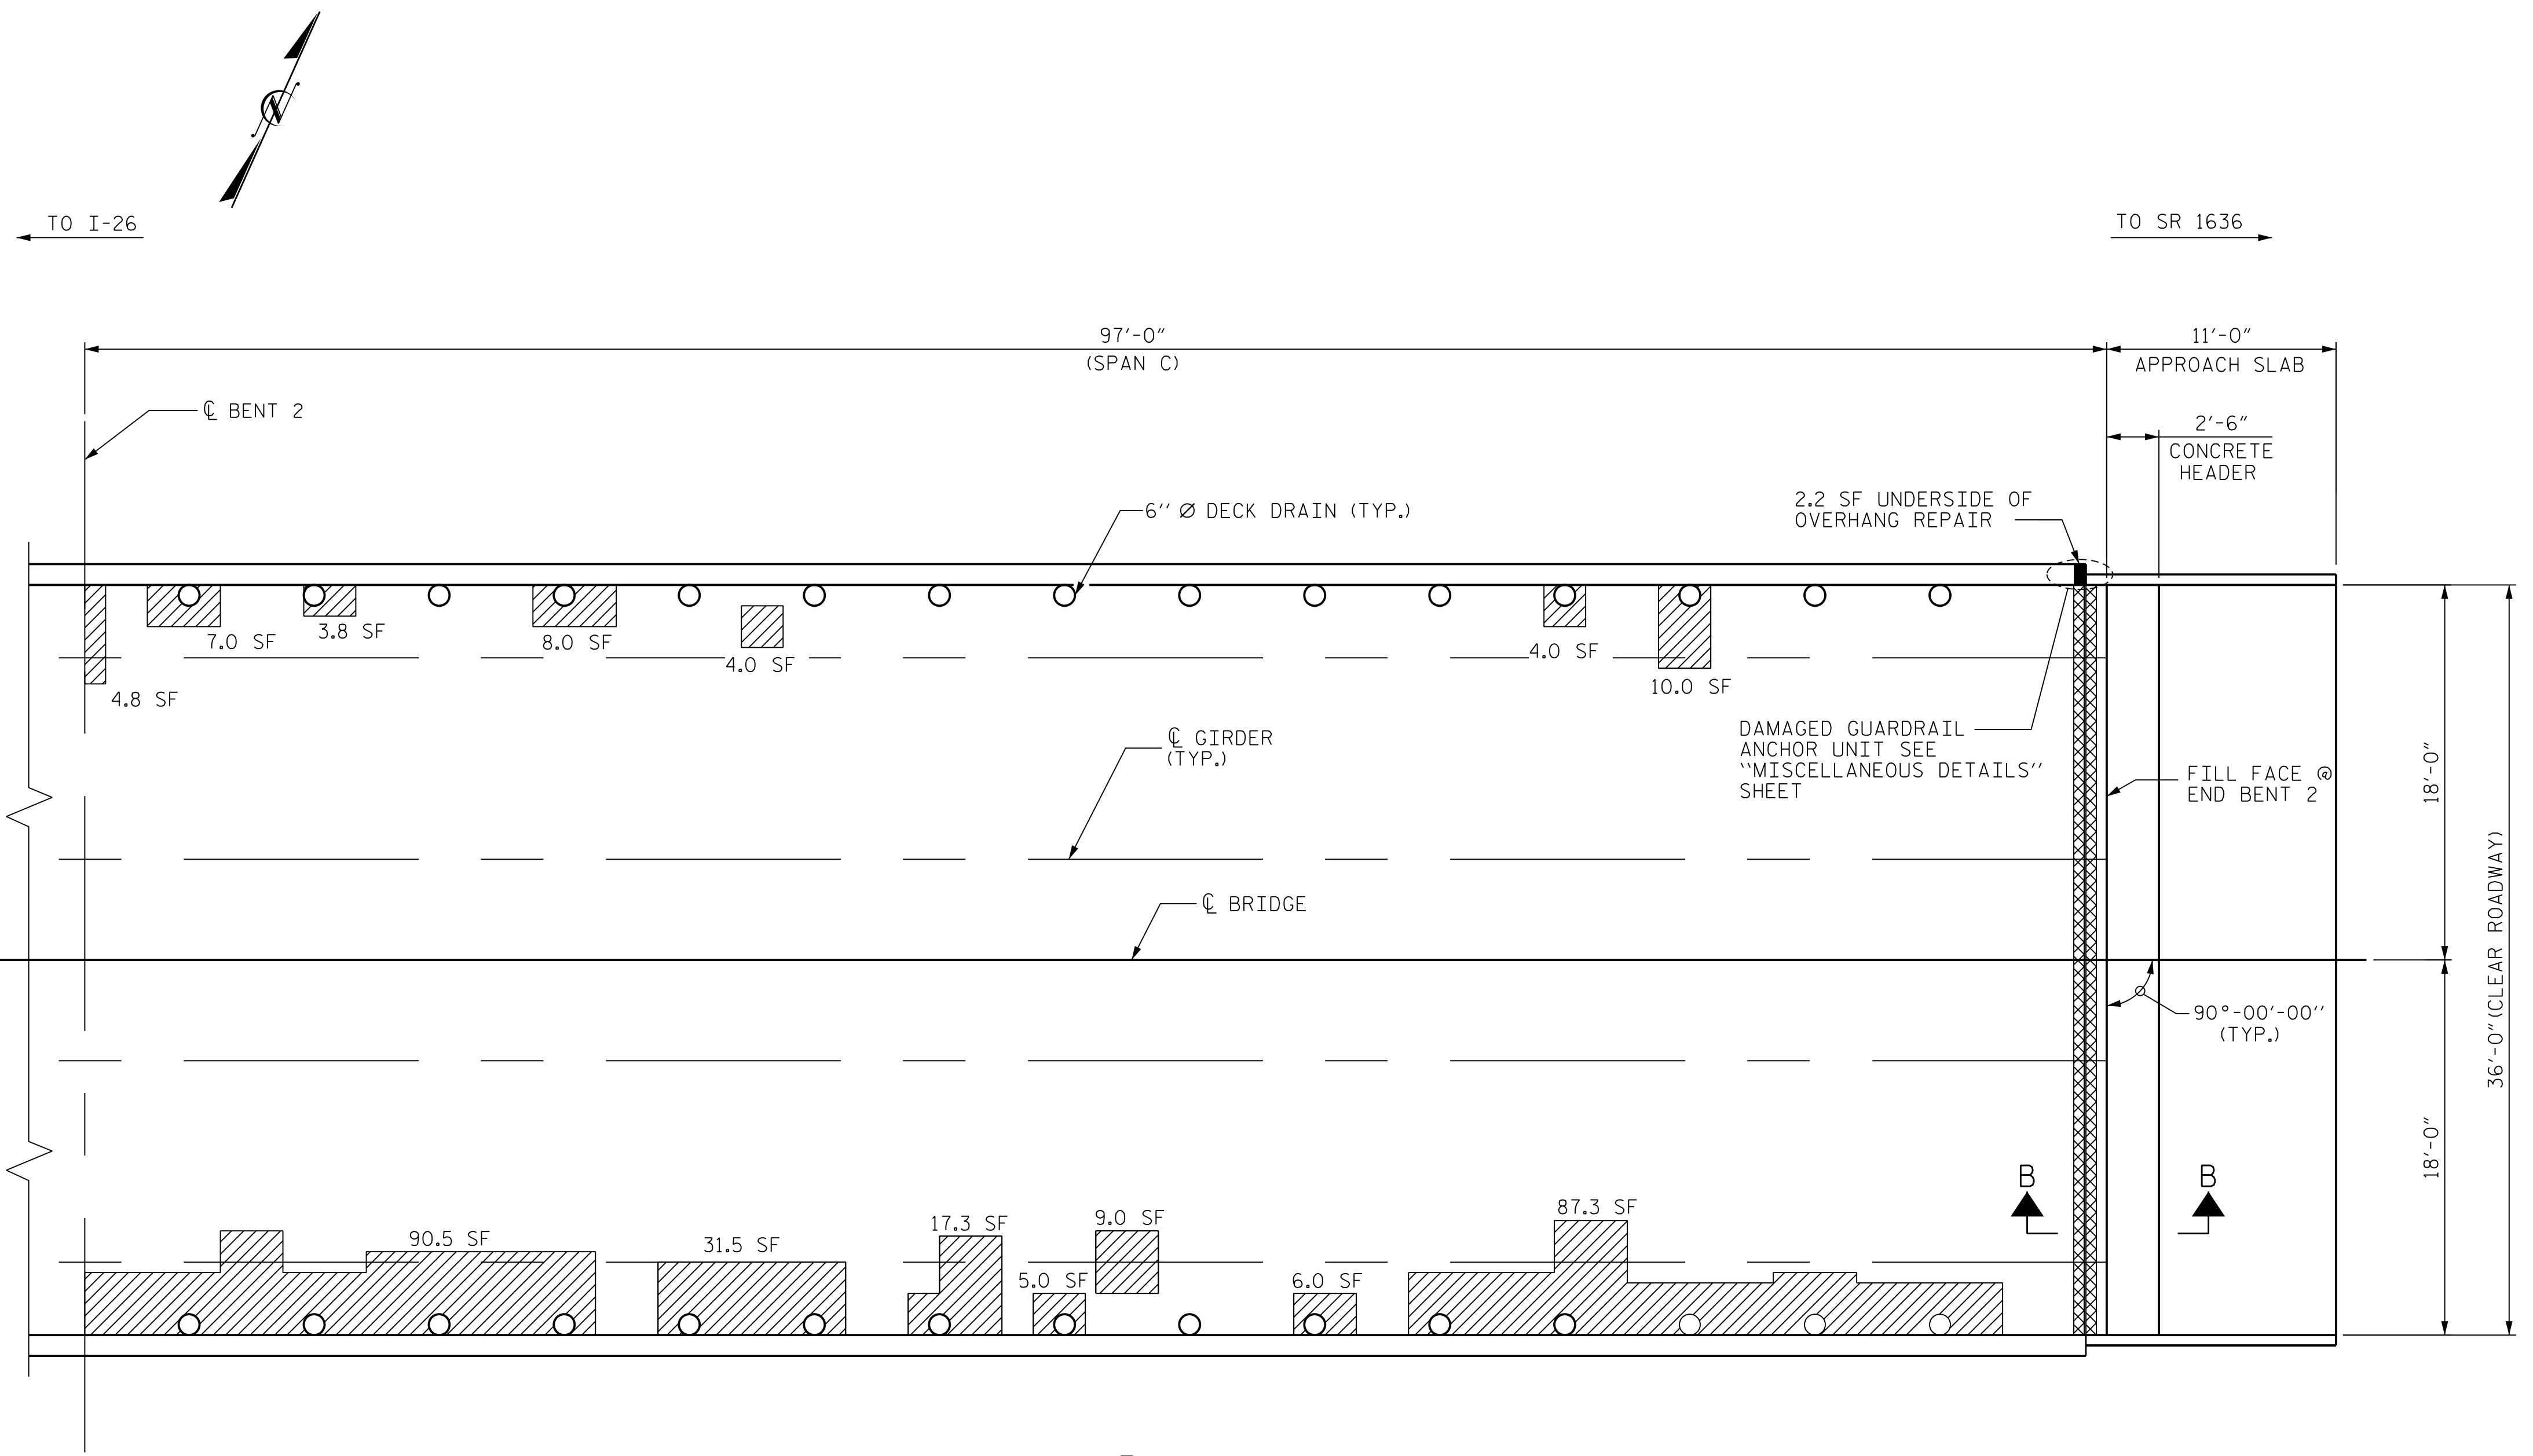 N
TO I-26
TO SR 1636
97'-0"
(SPAN C)
11'-0"
APPROACH SLAB
℄ BENT 2
2'-6"
CONCRETE
HEADER
6'' Ø DECK DRAIN (TYP.)
2.2 SF UNDERSIDE OF
OVERHANG REPAIR
7.0 SF
3.8 SF
8.0 SF
4.0 SF
4.0 SF
10.0 SF
4.8 SF
℄ GIRDER
(TYP.)
DAMAGED GUARDRAIL
ANCHOR UNIT SEE
''MISCELLANEOUS DETAILS''
SHEET
FILL FACE @
END BENT 2
18'-0"
℄ BRIDGE
36'-0"(CLEAR ROADWAY)
90°-00'-00''
(TYP.)
18'-0"
B
B
90.5 SF
31.5 SF
17.3 SF
5.0 SF
9.0 SF
6.0 SF
87.3 SF